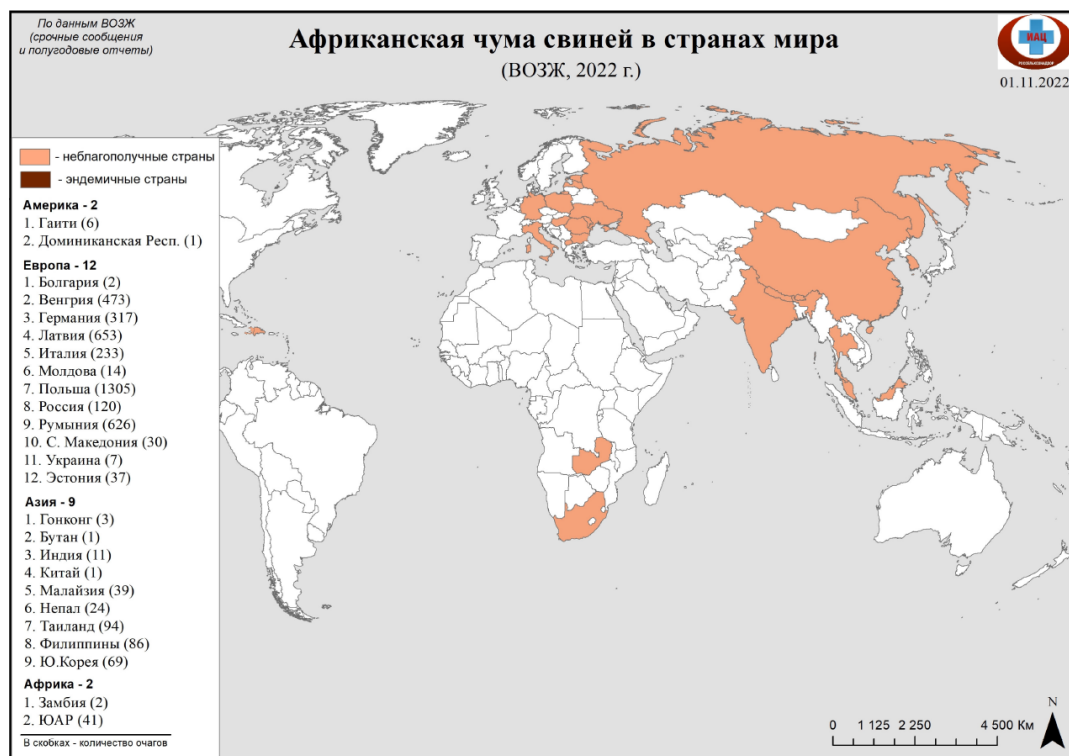 По данным ВОЗЖ
(срочные сообщения
и полугодовые отчеты)
Африканская чума свиней в странах мира
(ВОЗЖ, 2022 г.)
ИАЦ
РОССЕЛЬХОЗНАДЗОР
01.11.2022
- неблагополучные страны
- эндемичные страны
Америка - 2
1. Гаити (6)
2. Доминиканская Респ. (1)
Европа - 12
1. Болгария (2)
2. Венгрия (473)
3. Германия (317)
4. Латвия (653)
5. Италия (233)
6. Молдова (14)
7. Польша (1305)
8. Россия (120)
9. Румыния (626)
10. С. Македония (30)
11. Украина (7)
12. Эстония (37)
Азия - 9
1. Гонконг (3)
2. Бутан (1)
3. Индия (11)
4. Китай (1)
5. Малайзия (39)
6. Непал (24)
7. Таиланд (94)
8. Филиппины (86)
9. Ю.Корея (69)
Африка - 2
1. Замбия (2)
2. ЮАР (41)
В скобках - количество очагов
N
0 1 125 2 250 4 500 Км